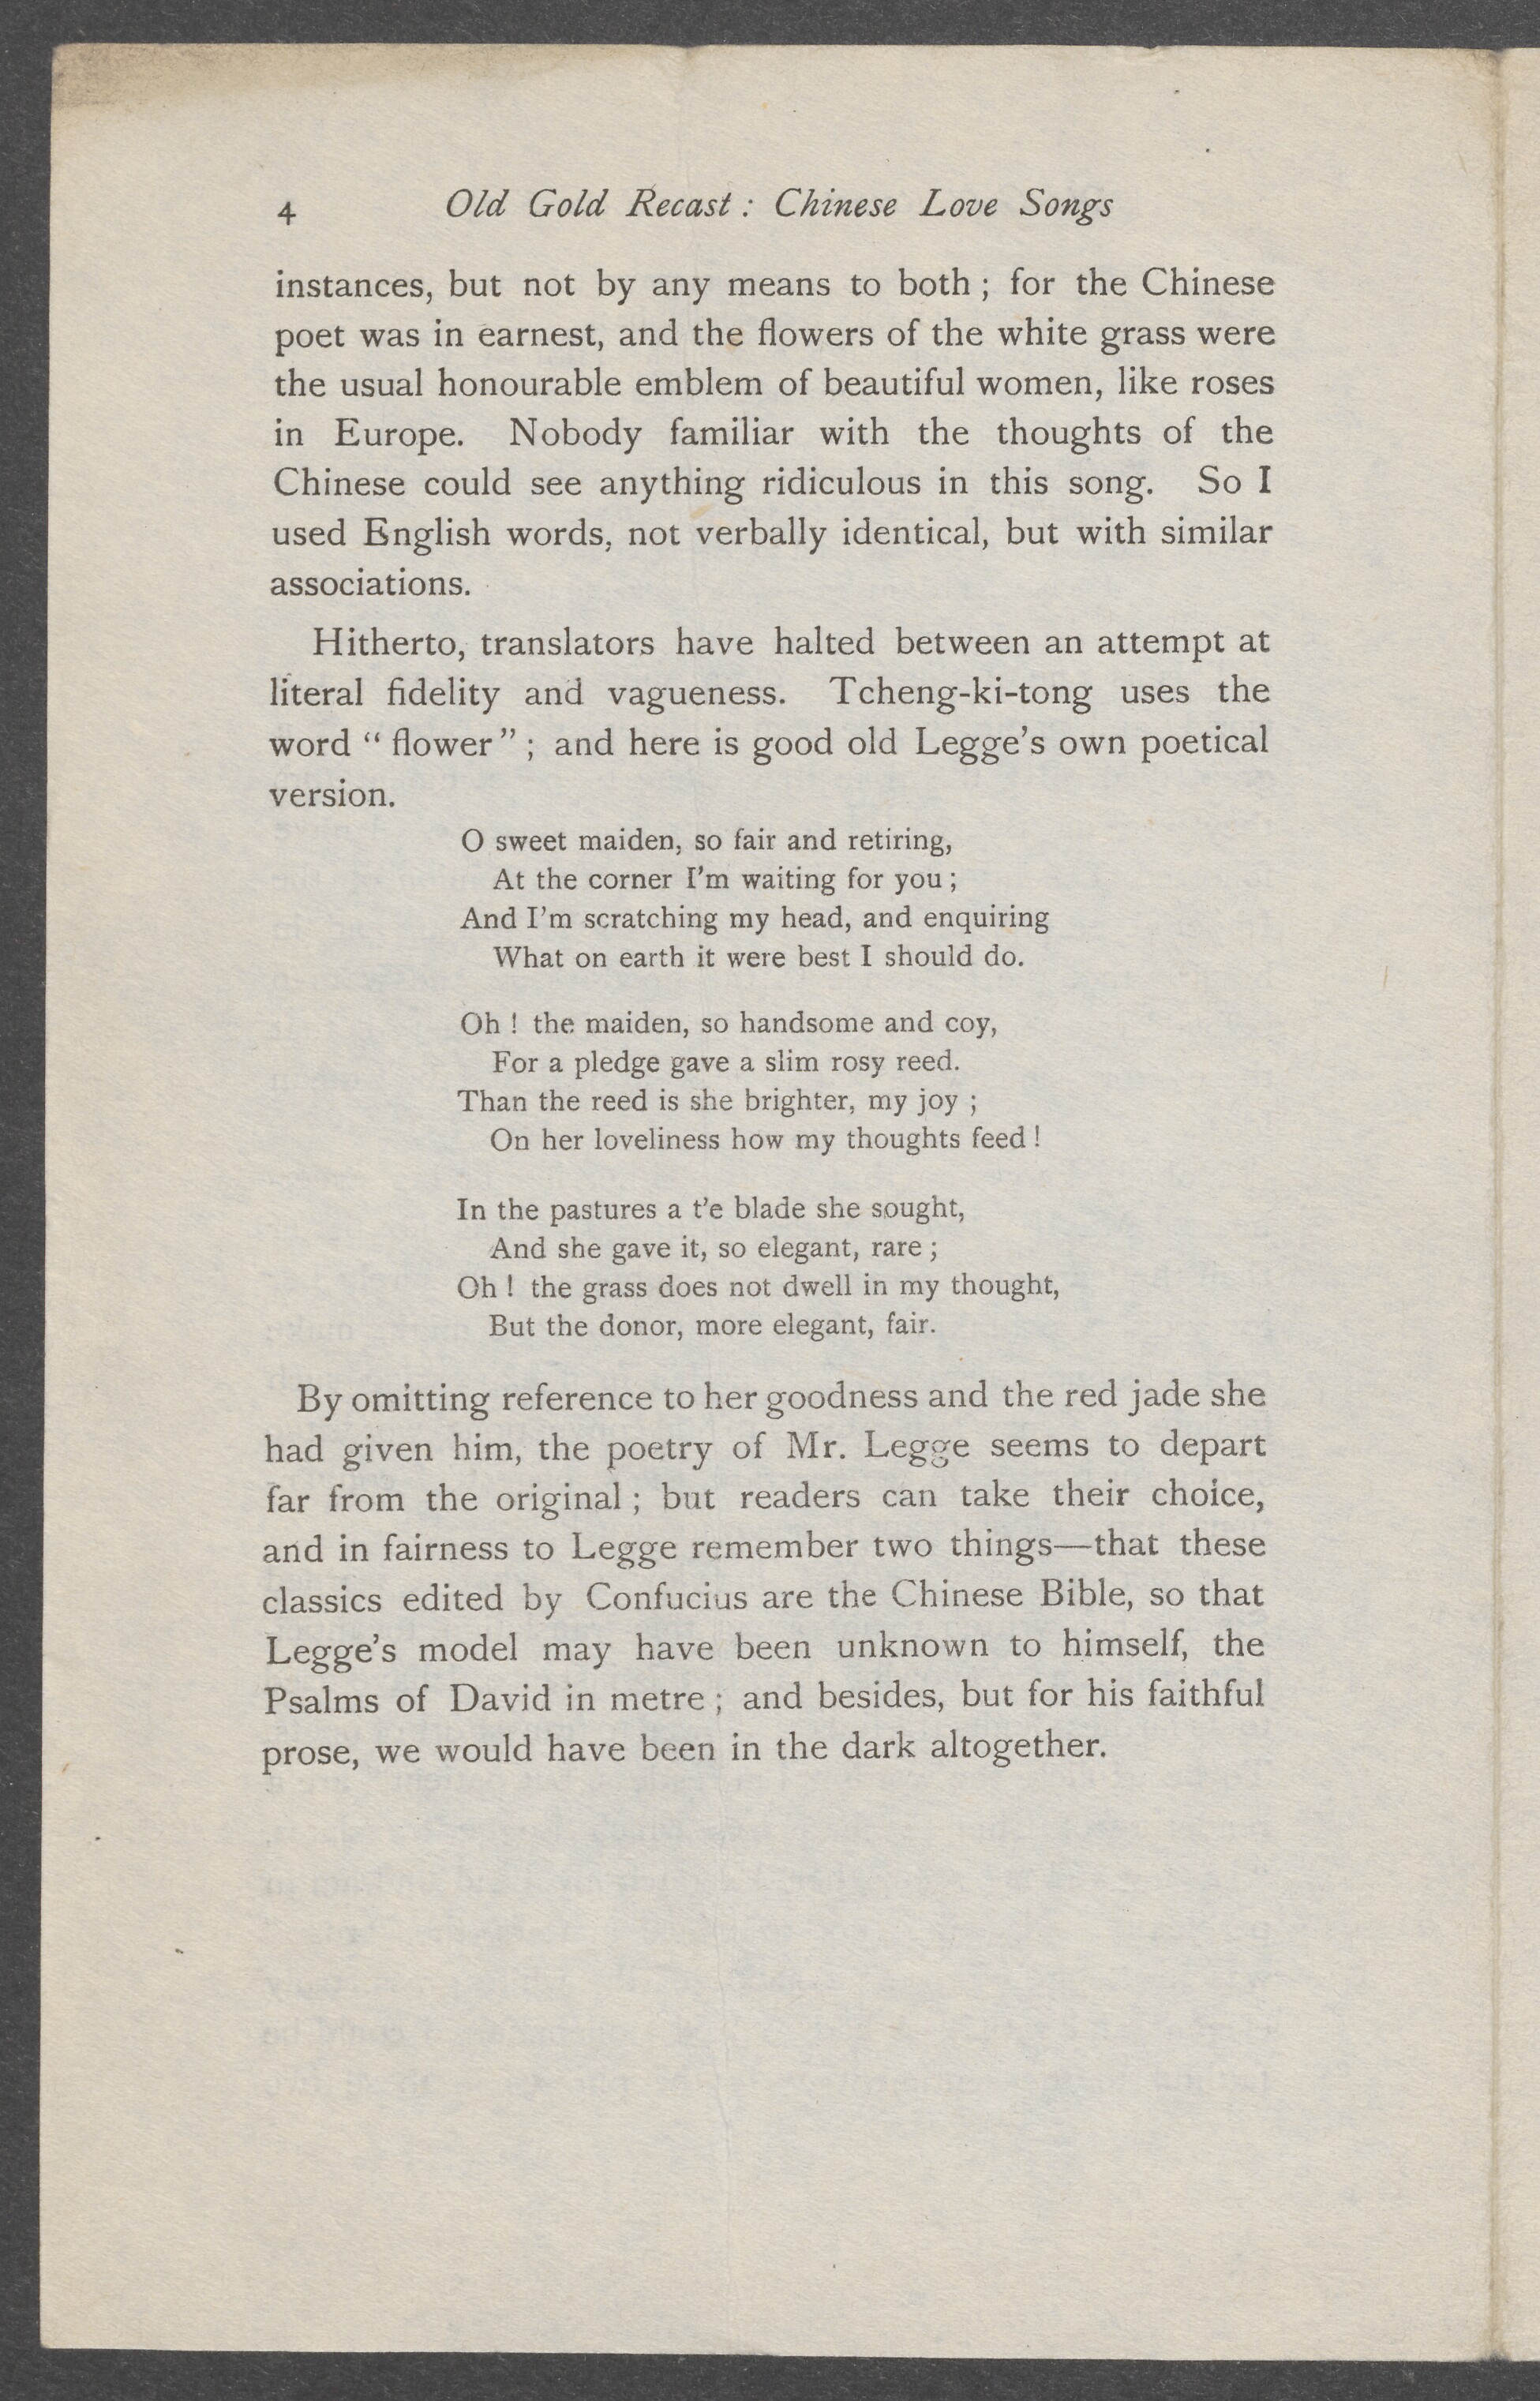 4 Old Gold Recast : Chinese Love Songs
instances, but not by any means to both ; for the Chinese
poet was in earnest, and the flowers of the white grass were
the usual honourable emblem of beautiful women, like roses
in Europe. Nobody familiar with the thoughts of the
Chinese could see anything ridiculous in this song. So I
used English words, not verbally identical, but with similar
associations.
Hitherto, translators have halted between an attempt at
literal fidelity and vagueness. Tcheng-ki-tong uses the
word “ flower ” ; and here is good old Legge’s own poetical
version.
O sweet maiden, so fair and retiring,
At the corner I’m waiting for you ;
And I’m scratching my head, and enquiring
What on earth it were best I should do.
Oh ! the maiden, so handsome and coy,
For a pledge gave a slim rosy reed.
Than the reed is she brighter, my joy ;
On her loveliness how my thoughts feed !
In the pastures a t’e blade she sought,
And she gave it, so elegant, rare ;
Oh ! the grass does not dwell in my thought,
But the donor, more elegant, fair.
By omitting reference to her goodness and the red jade she
had given him, the poetry of Mr. Legge seems to depart
far from the original ; but readers can take their choice,
and in fairness to Legge remember two things—that these
classics edited by Confucius are the Chinese Bible, so that
Legge’s model may have been unknown to himself, the
Psalms of David in metre ; and besides, but for his faithful
prose, we would have been in the dark altogether.